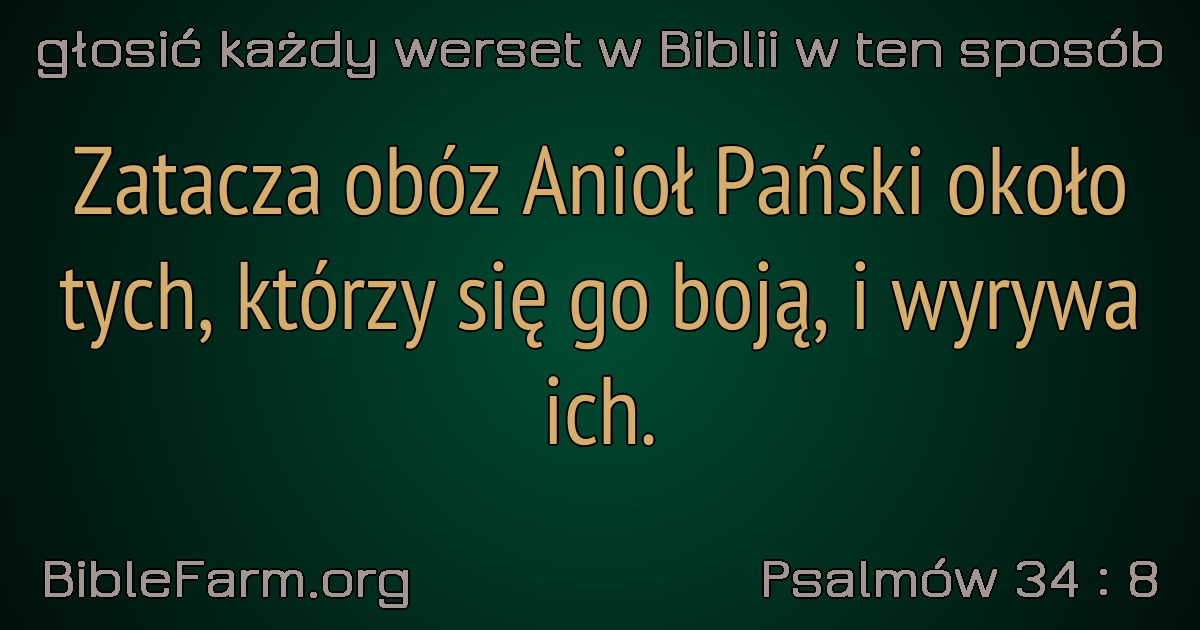 głosić każdy werset w Biblii w ten sposób
Zatacza obóz Anioł Pański około
tych, którzy się go boją, i wyrywa
ich.
BibleFarm.org
Psalmów 34 : 8